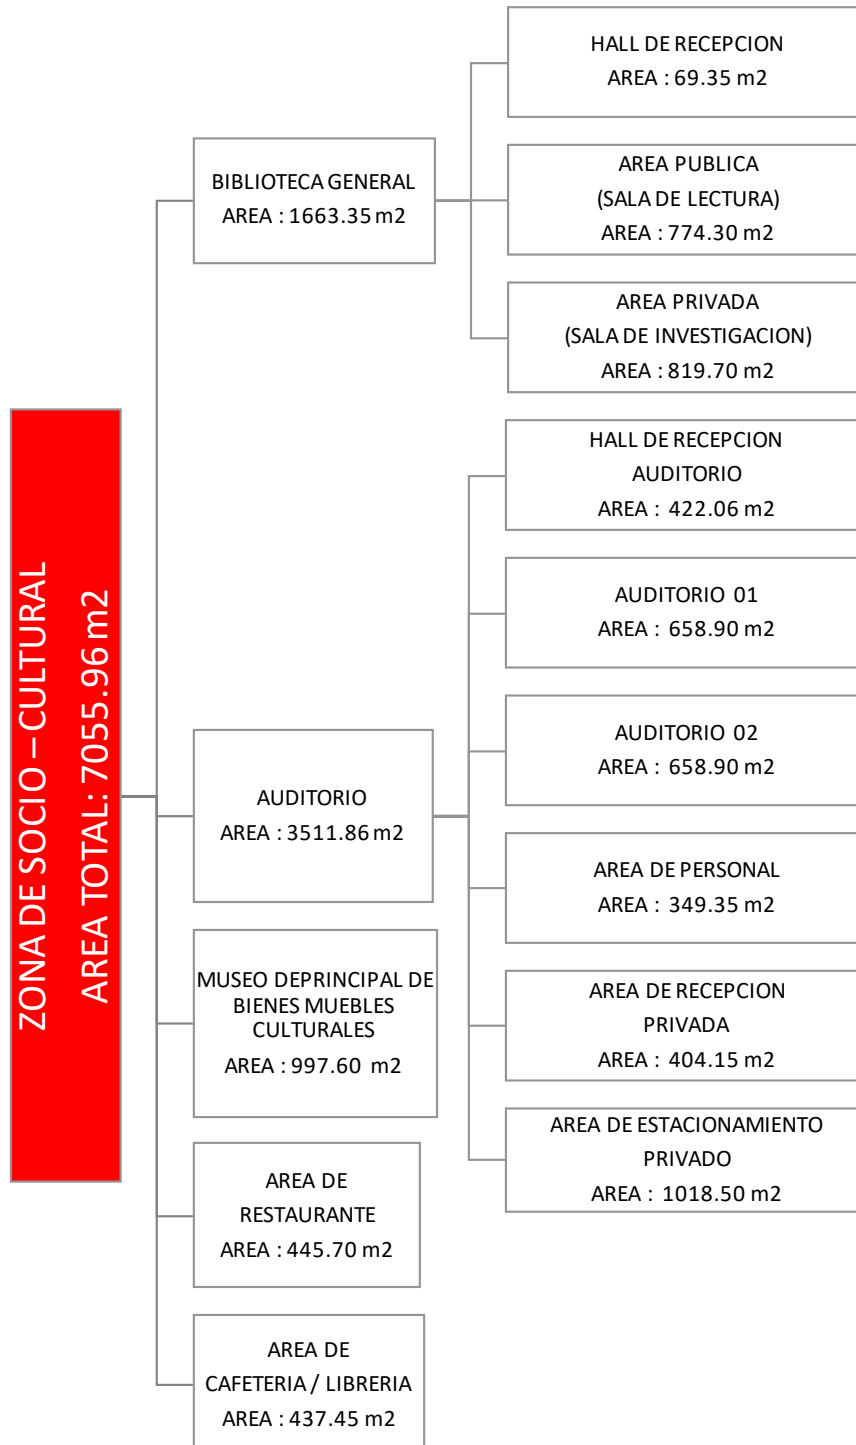 ZONA DE SOCIO – CULTURAL
AREA TOTAL: 7055.96 m2
BIBLIOTECA GENERAL
AREA : 1663.35 m2
HALL DE RECEPCION
AREA : 69.35 m2
AREA PUBLICA
(SALA DE LECTURA)
AREA : 774.30 m2
AREA PRIVADA
(SALA DE INVESTIGACION)
AREA : 819.70 m2
AUDITORIO
AREA : 3511.86 m2
HALL DE RECEPCION
AUDITORIO
AREA : 422.06 m2
AUDITORIO 01
AREA : 658.90 m2
AUDITORIO 02
AREA : 658.90 m2
AREA DE PERSONAL
AREA : 349.35 m2
AREA DE RECEPCION
PRIVADA
AREA : 404.15 m2
AREA DE ESTACIONAMIENTO
PRIVADO
AREA : 1018.50 m2
MUSEO DEPRINCIPAL DE
BIENES MUEBLES
CULTURALES
AREA : 997.60 m2
AREA DE
RESTAURANTE
AREA : 445.70 m2
AREA DE
CAFETERIA / LIBRERIA
AREA : 437.45 m2